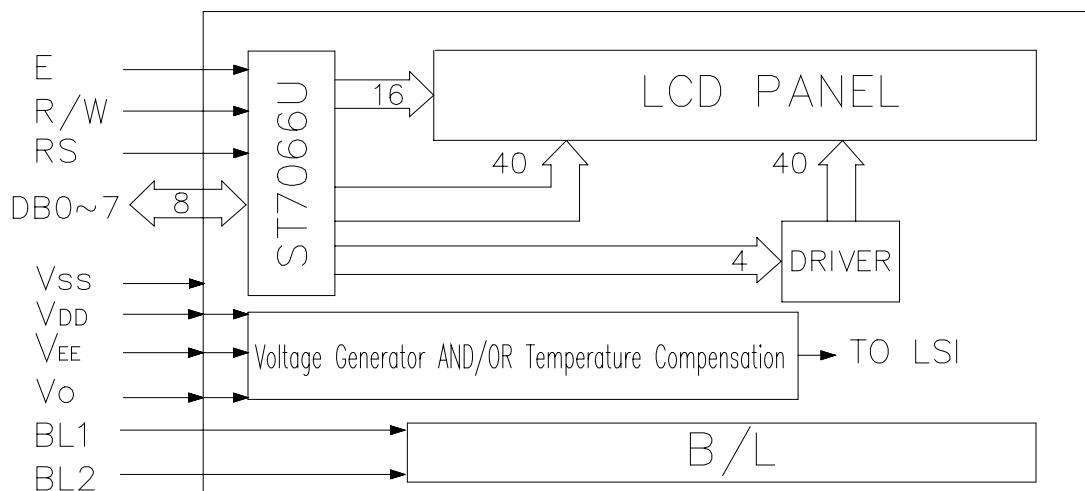 E
R/W
RS
DB0~7
8
ST7066U
16
LCD PANEL
40
40
4
DRIVER
VSS
VDD
VEE
VO
Voltage Generator AND/OR Temperature Compensation
TO LSI
BL1
BL2
B/L